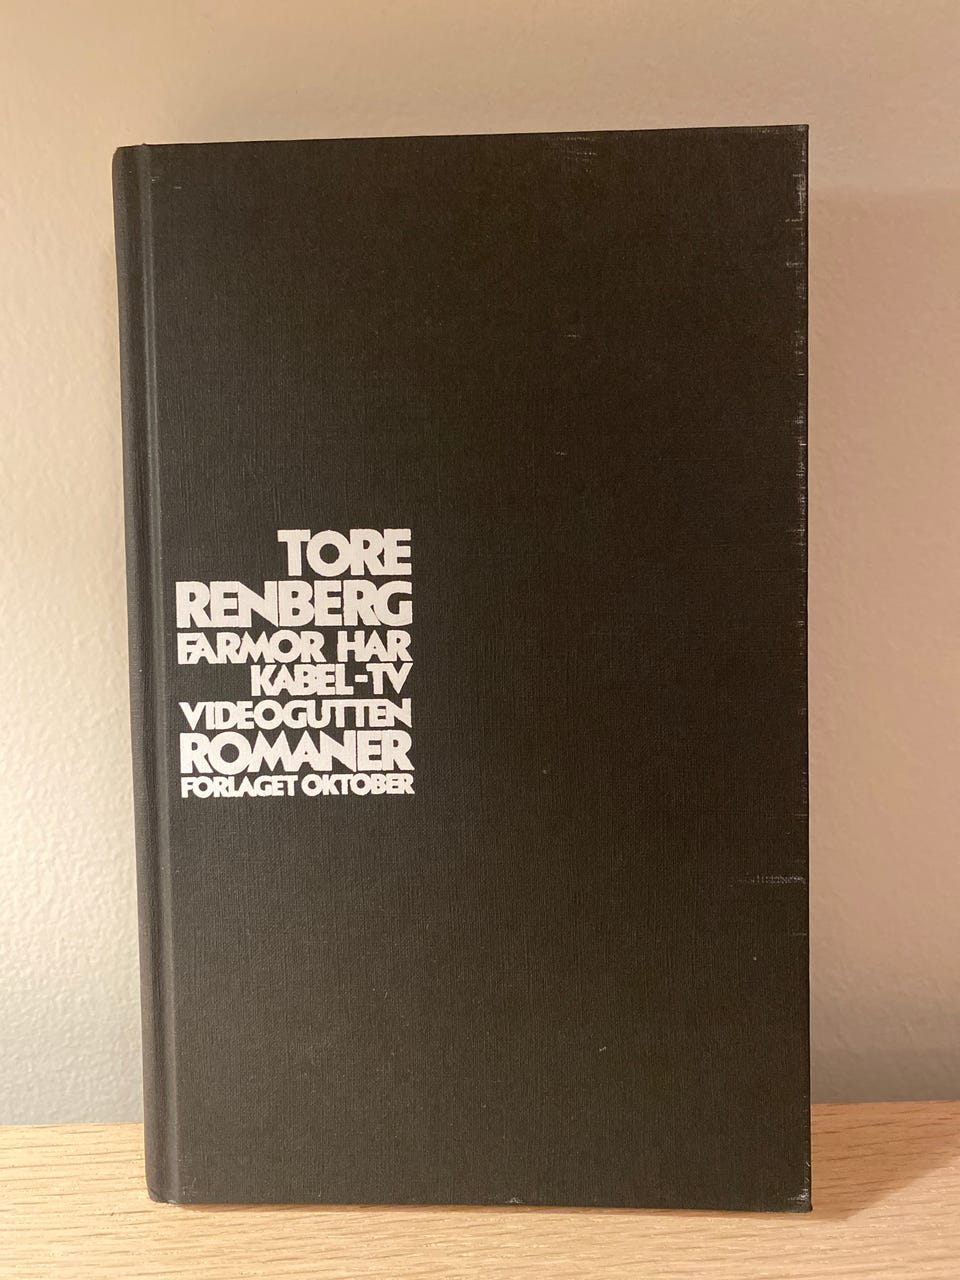 TORE
RENBERG
FARMOR HAR
KABEL-TV
VIDEOGUTTEN
ROMANER
FORLAGET OKTOBER